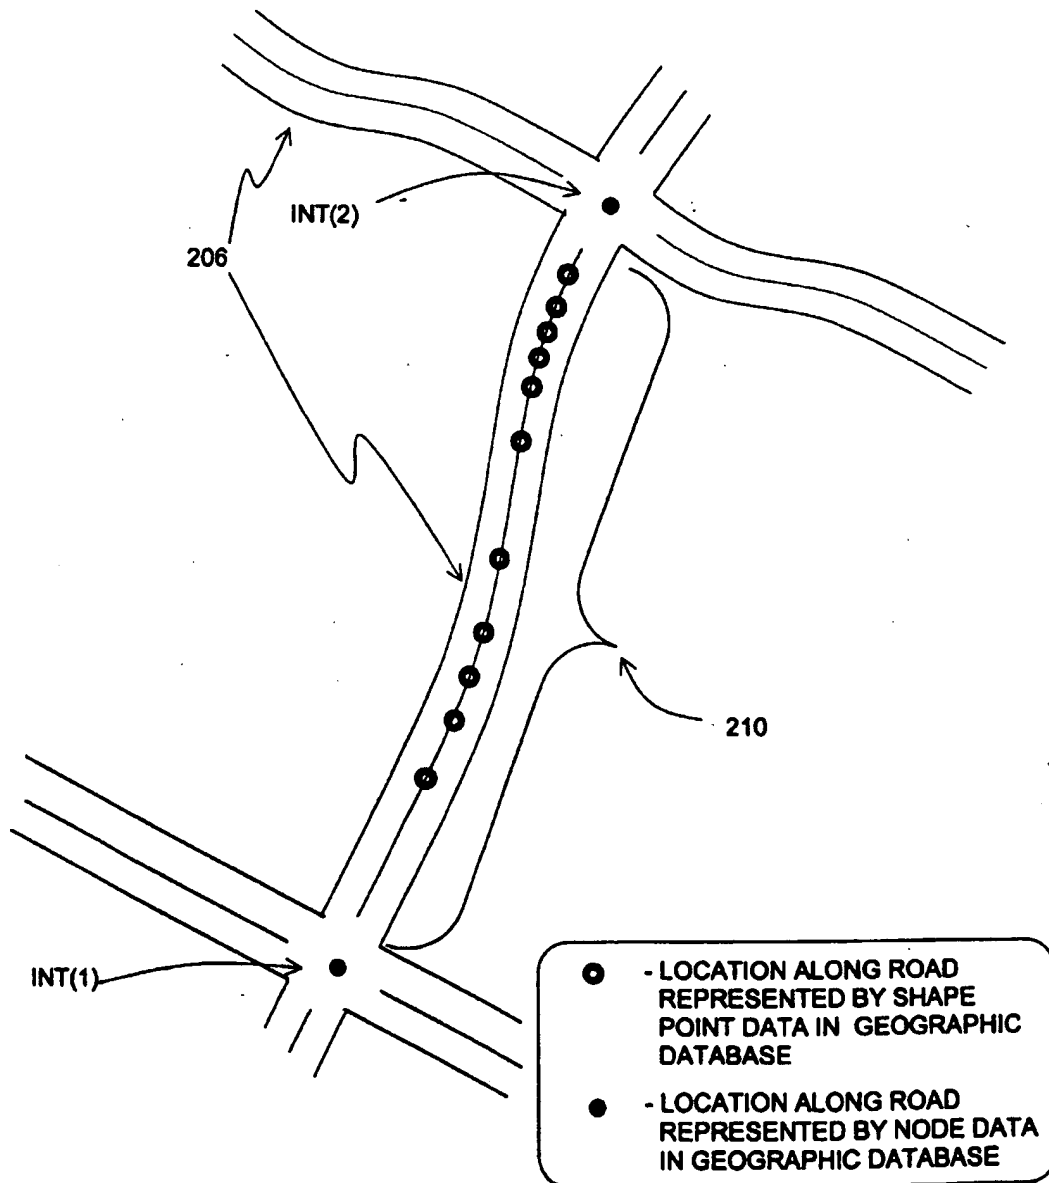 INT(2)
206
210
INT(1)
- LOCATION ALONG ROAD
REPRESENTED BY SHAPE
POINT DATA IN GEOGRAPHIC
DATABASE
- LOCATION ALONG ROAD
REPRESENTED BY NODE DATA
IN GEOGRAPHIC DATABASE